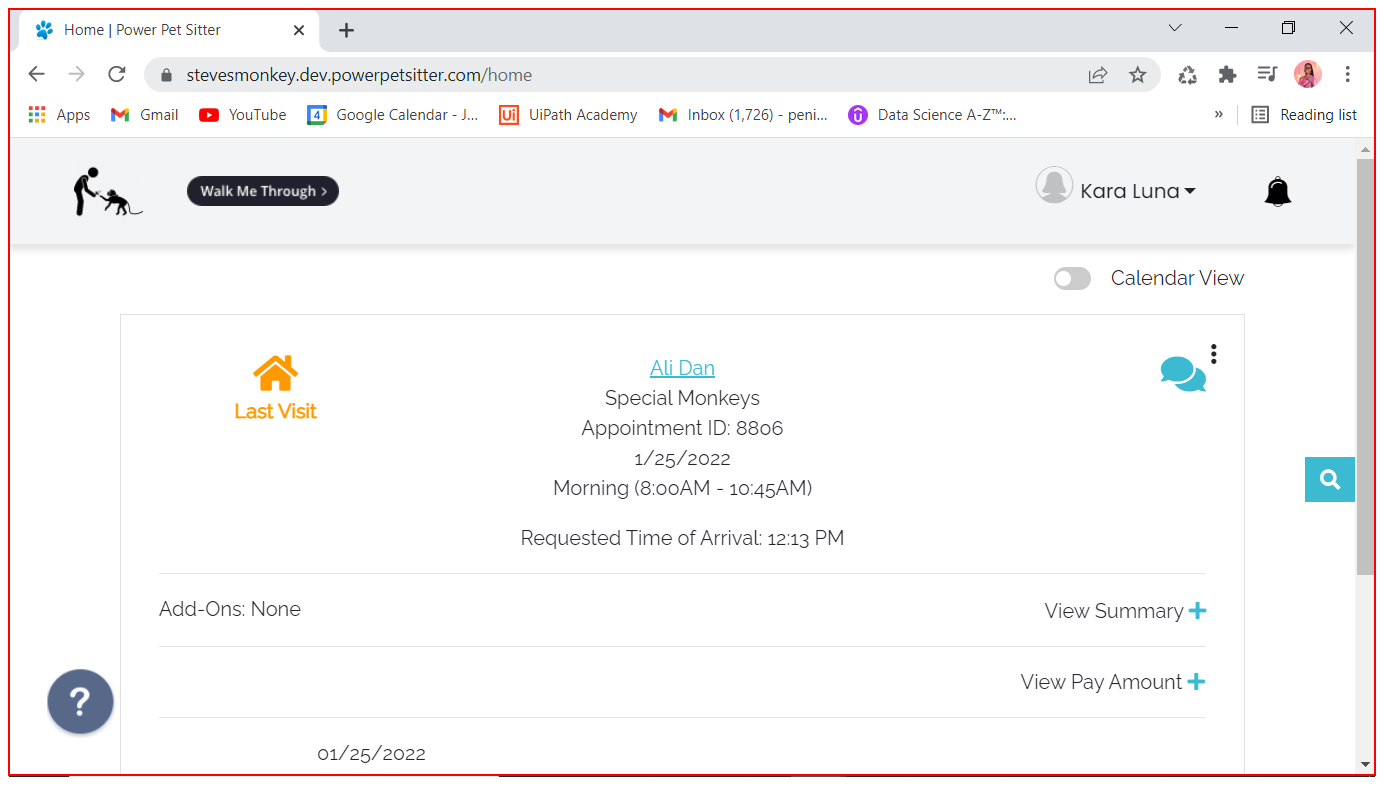 Home | Power Pet Sitter
stevesmonkey.dev.powerpetsitter.com/home
Apps Gmail YouTube 4 Google Calendar - J... Ui UiPath Academy Inbox (1,726) - peni... Data Science A-Z™:... » Reading list
Walk Me Through > Kara Luna
Calendar View
Last Visit
Ali Dan
Special Monkeys
Appointment ID: 8806
1/25/2022
Morning (8:00AM - 10:45AM)
Requested Time of Arrival: 12:13 PM
Add-Ons: None View Summary +
View Pay Amount +
?
01/25/2022